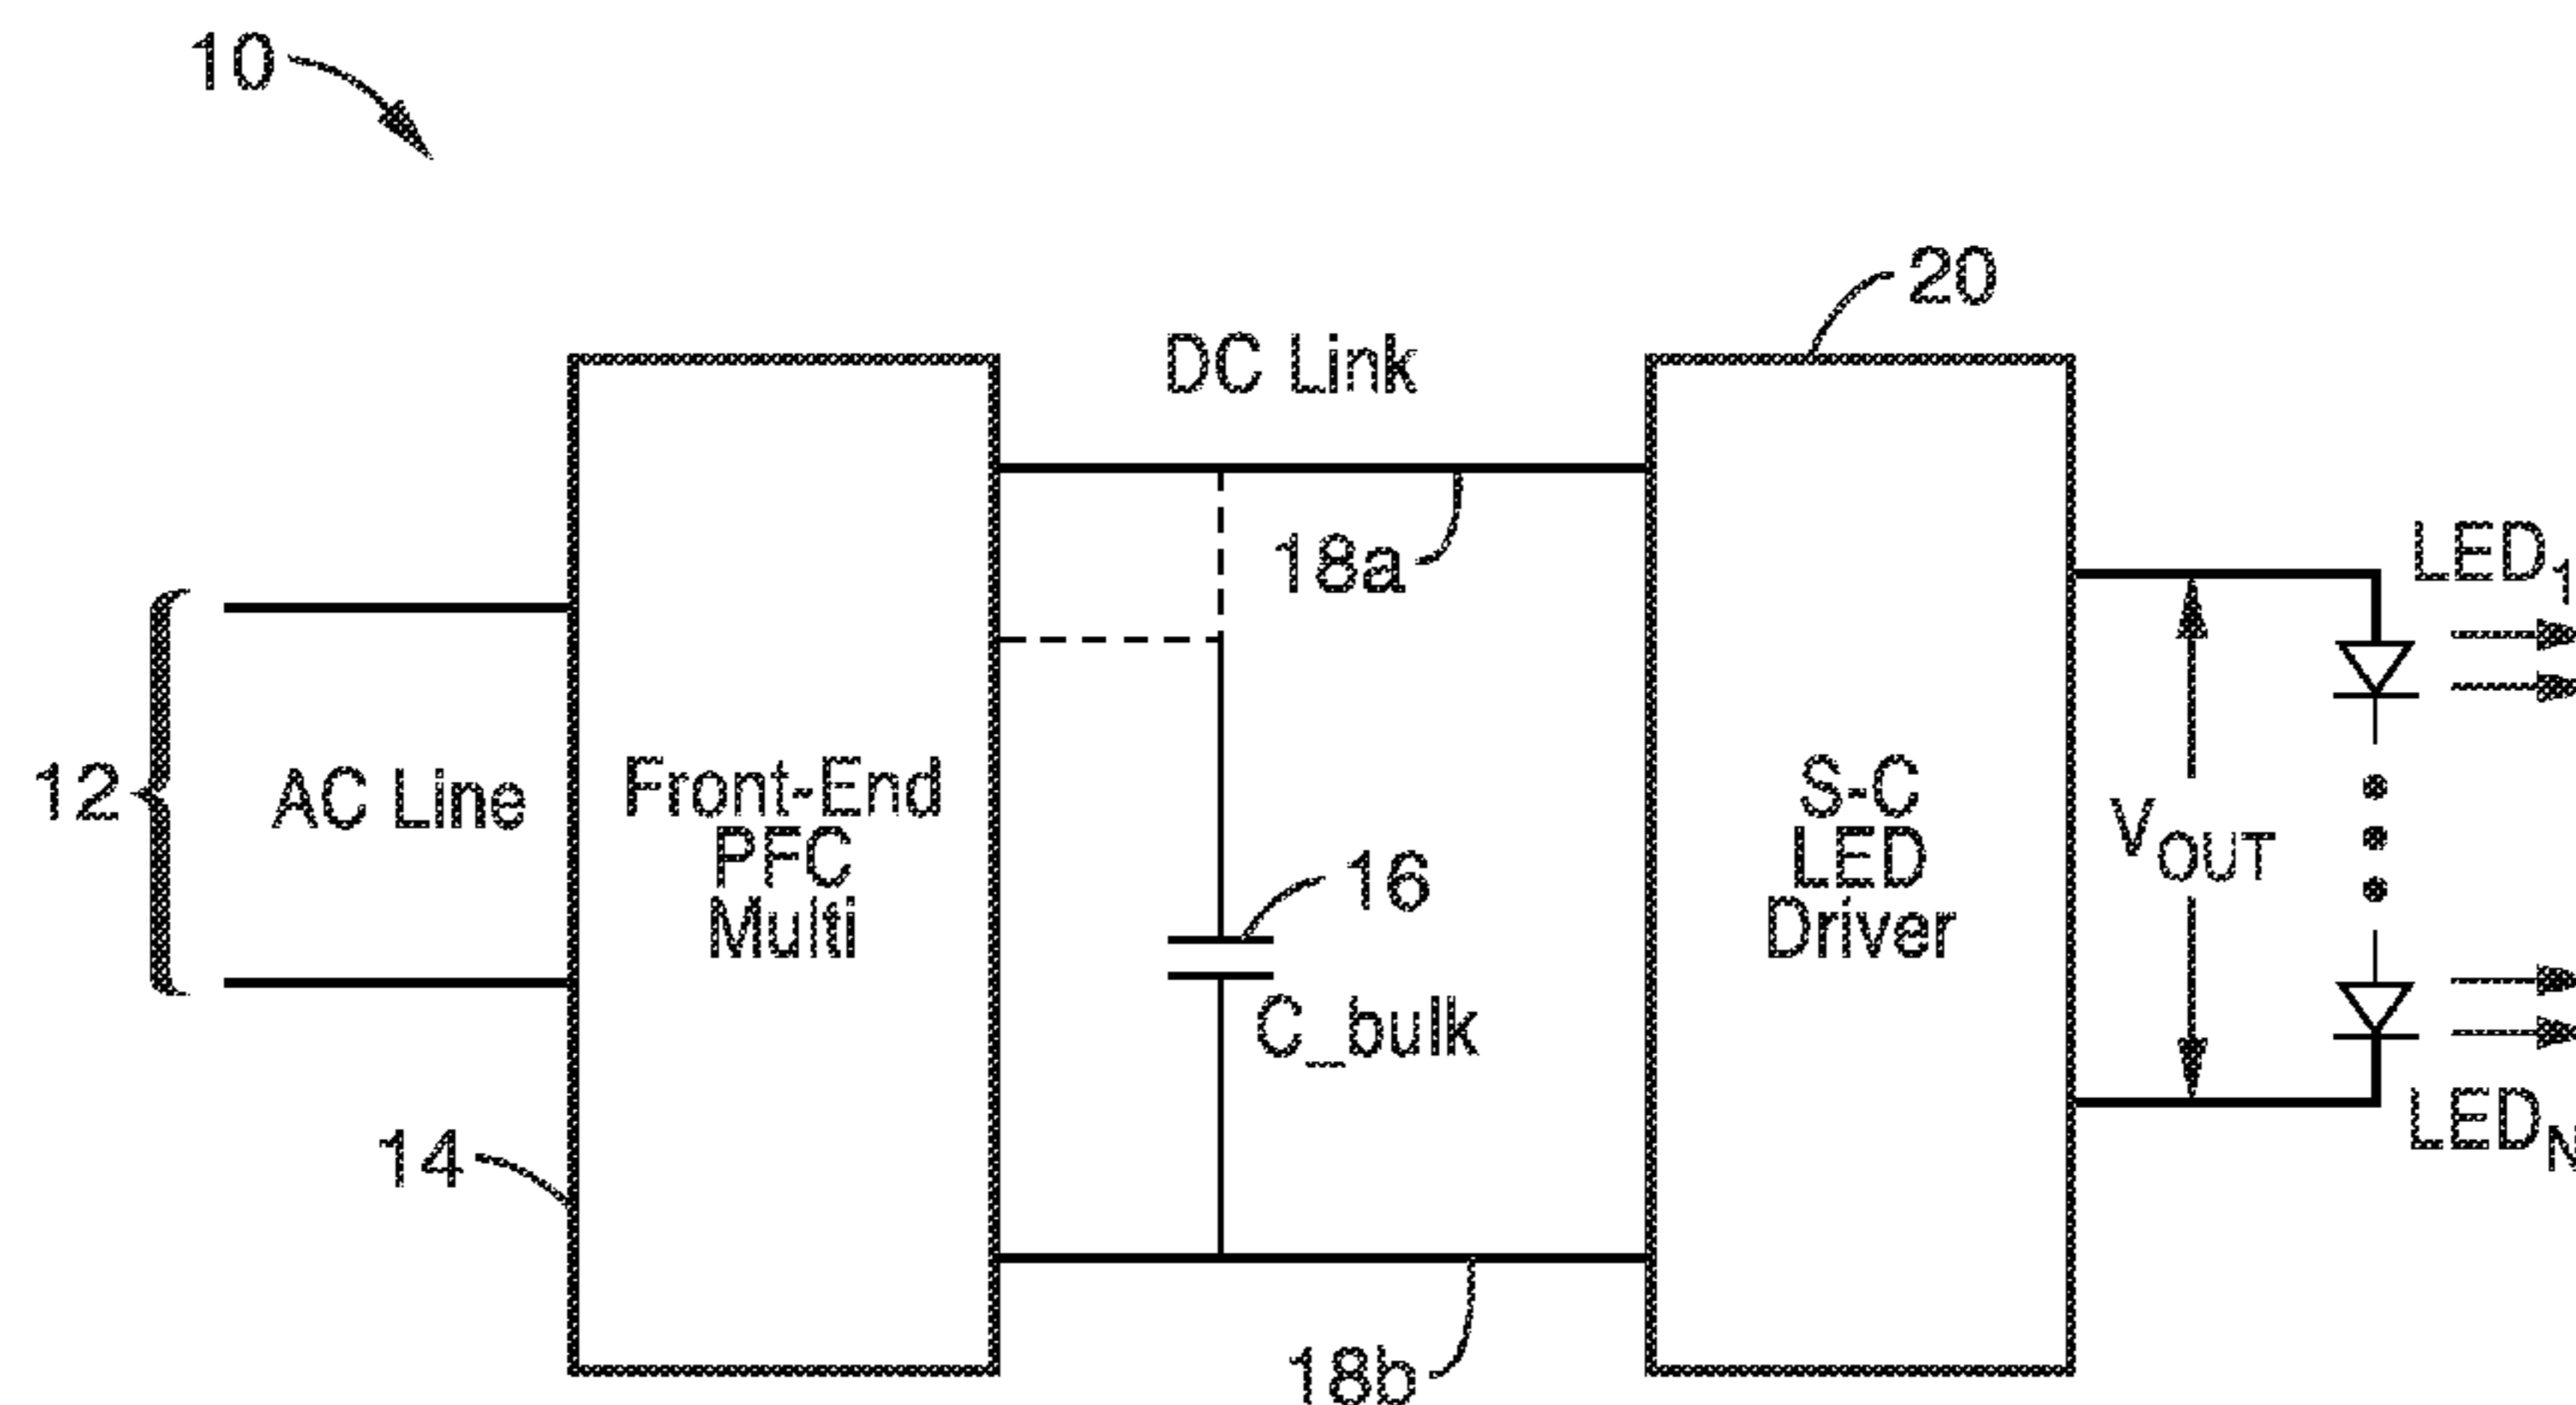 10
20
DC Link
18a
LED1
12
AC Line
Front-End
PFC
Multi
S-C
LED
Driver
VOUT
16
C_bulk
14
LEDN
18b